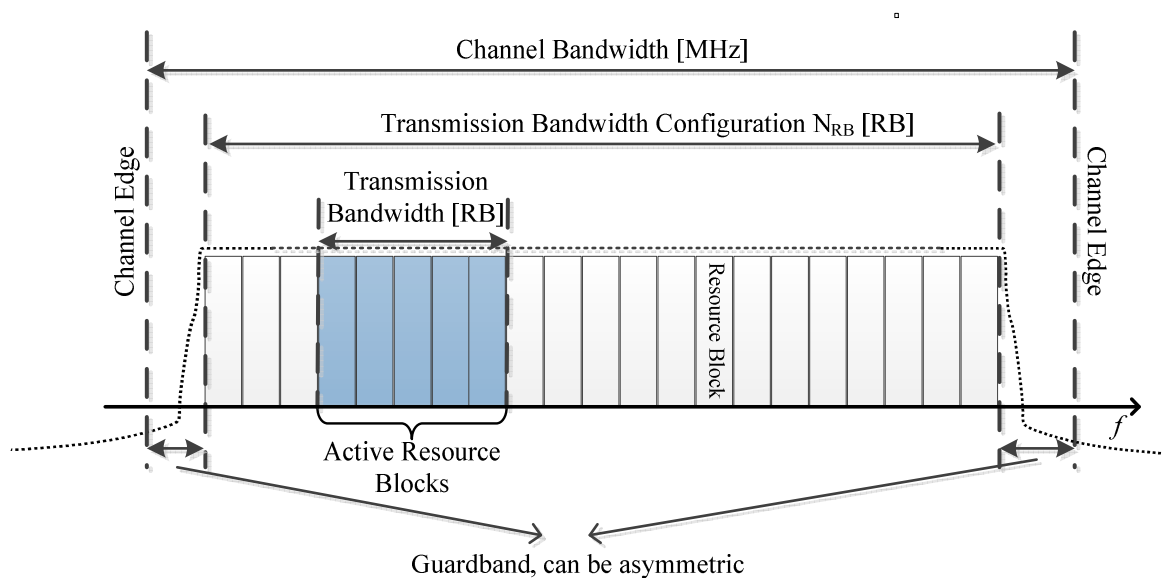 Channel Bandwidth [MHz]
Transmission Bandwidth Configuration N_RB [RB]
Channel Edge
Transmission
Bandwidth [RB]
Channel Edge
Resource Block
f
Active Resource
Blocks
Guardband, can be asymmetric